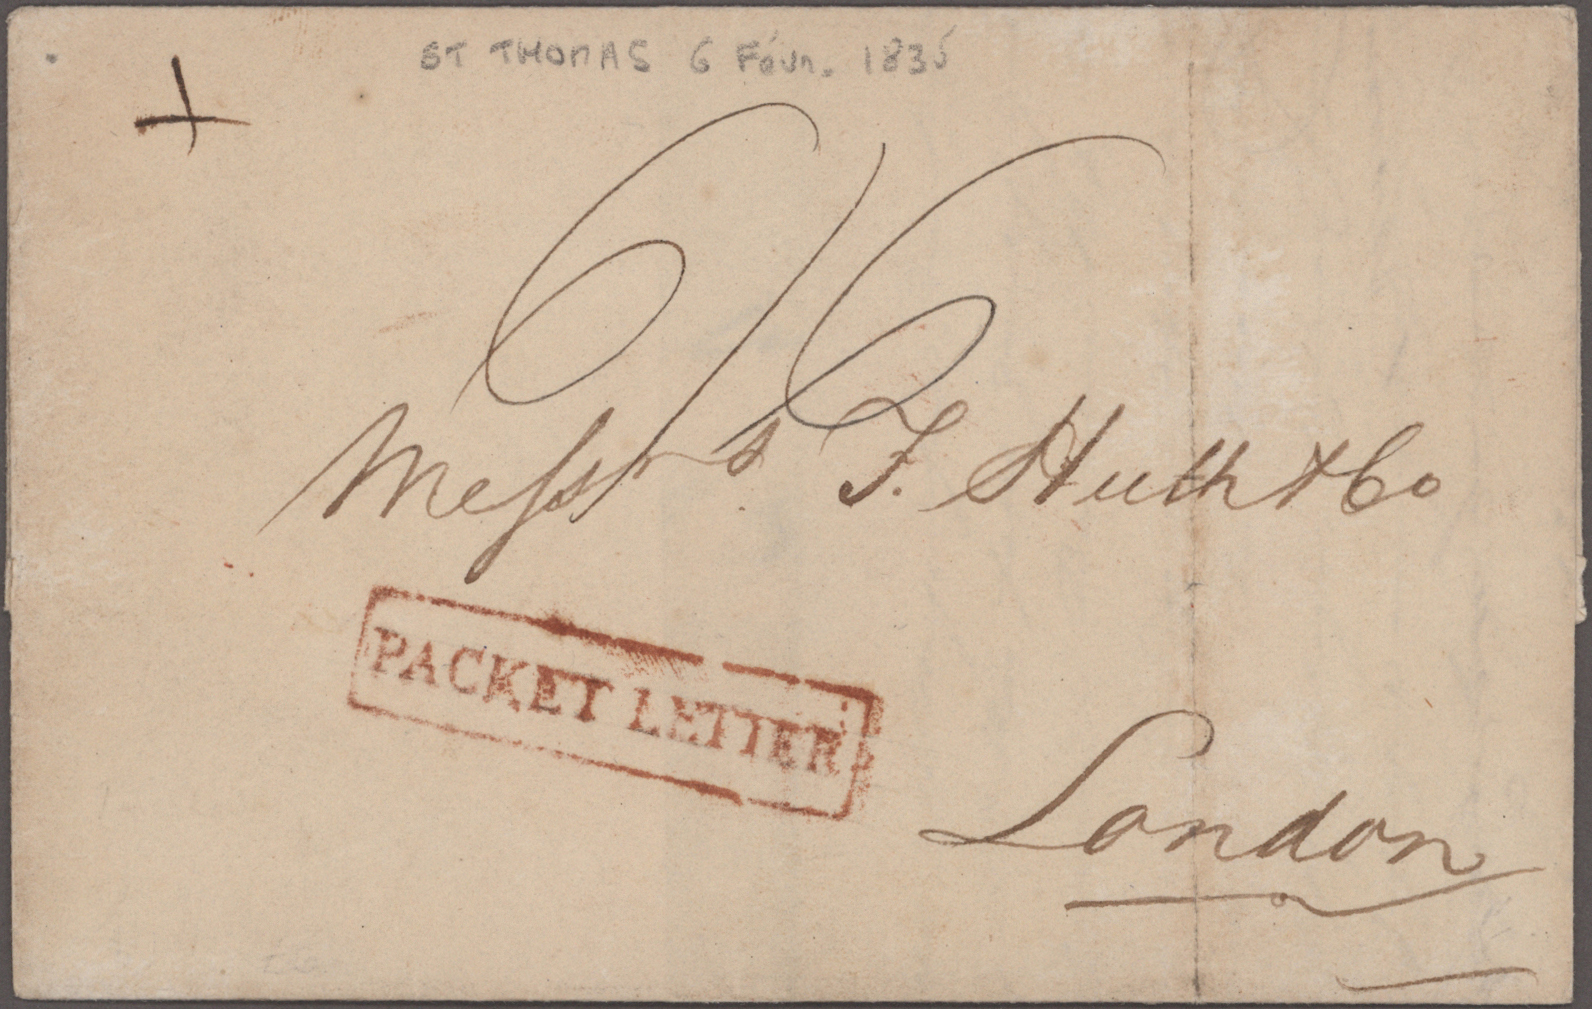 ST THOMAS 6 Févr. 1835
6/6
Messrs F. Huth & Co
PACKET LETTER
London